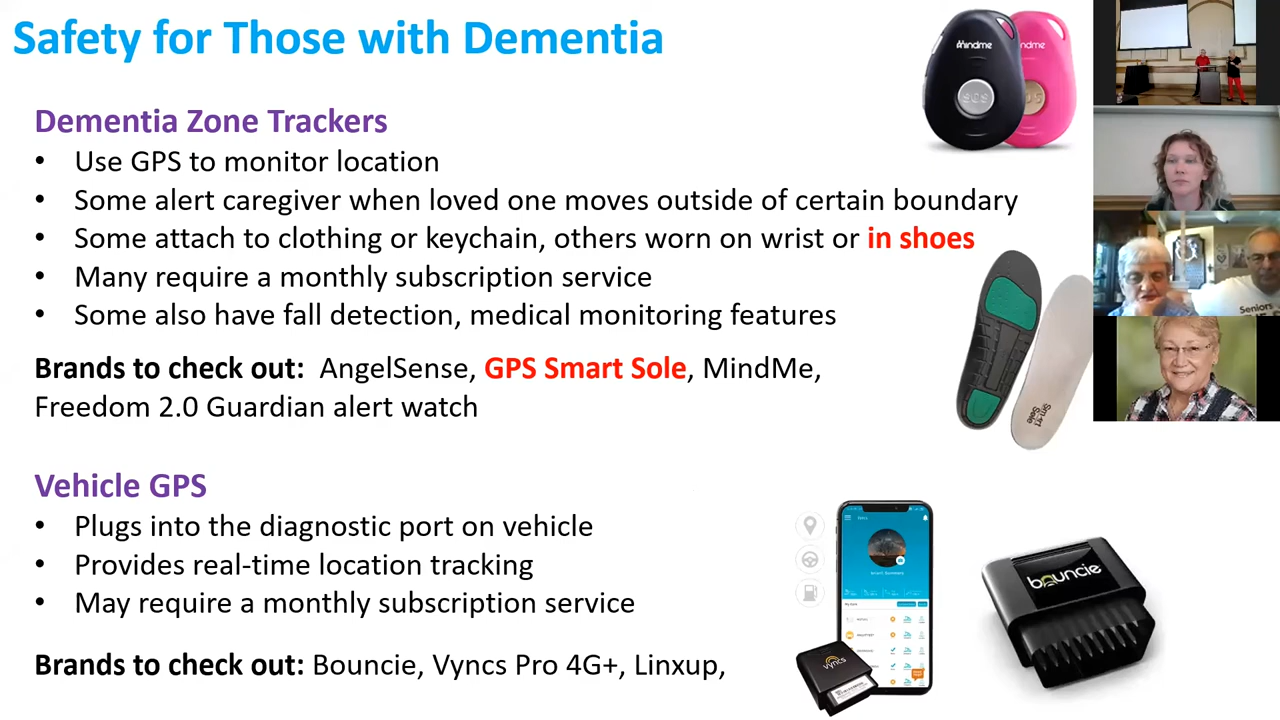 Safety for Those with Dementia
Dementia Zone Trackers
• Use GPS to monitor location
• Some alert caregiver when loved one moves outside of certain boundary
• Some attach to clothing or keychain, others worn on wrist or in shoes
• Many require a monthly subscription service
• Some also have fall detection, medical monitoring features
Brands to check out: AngelSense, GPS Smart Sole, MindMe,
Freedom 2.0 Guardian alert watch
Vehicle GPS
• Plugs into the diagnostic port on vehicle
• Provides real-time location tracking
• May require a monthly subscription service
Brands to check out: Bouncie, Vyncs Pro 4G+, Linxup,
Mindme
ndme
SOS
Seniors
Smart
Sole
vyncs
bouncie